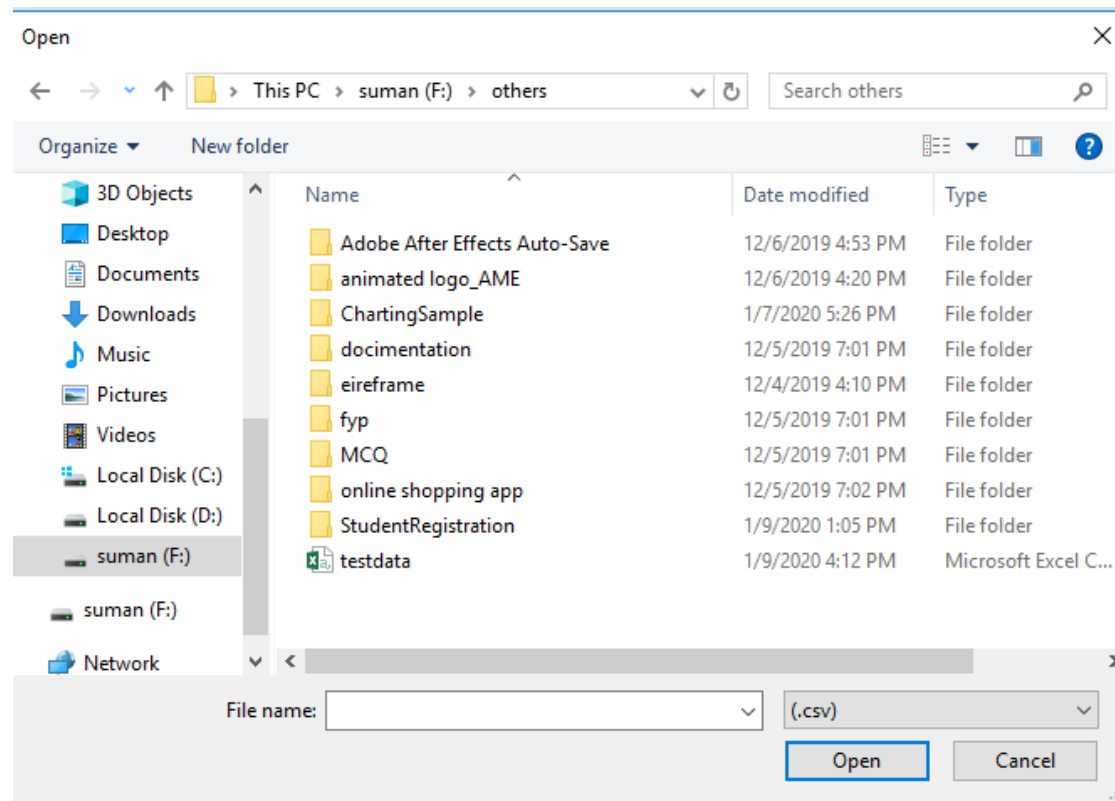 Open
This PC > suman (F:) > others
Search others
Organize
New folder
3D Objects
Desktop
Documents
Downloads
Music
Pictures
Videos
Local Disk (C:)
Local Disk (D:)
suman (F:)
suman (F:)
Network
Name Date modified Type
Adobe After Effects Auto-Save 12/6/2019 4:53 PM File folder
animated logo_AME 12/6/2019 4:20 PM File folder
ChartingSample 1/7/2020 5:26 PM File folder
docimentation 12/5/2019 7:01 PM File folder
eireframe 12/4/2019 4:10 PM File folder
fyp 12/5/2019 7:01 PM File folder
MCQ 12/5/2019 7:01 PM File folder
online shopping app 12/5/2019 7:02 PM File folder
StudentRegistration 1/9/2020 1:05 PM File folder
testdata 1/9/2020 4:12 PM Microsoft Excel C...
File name:
(.csv)
Open
Cancel